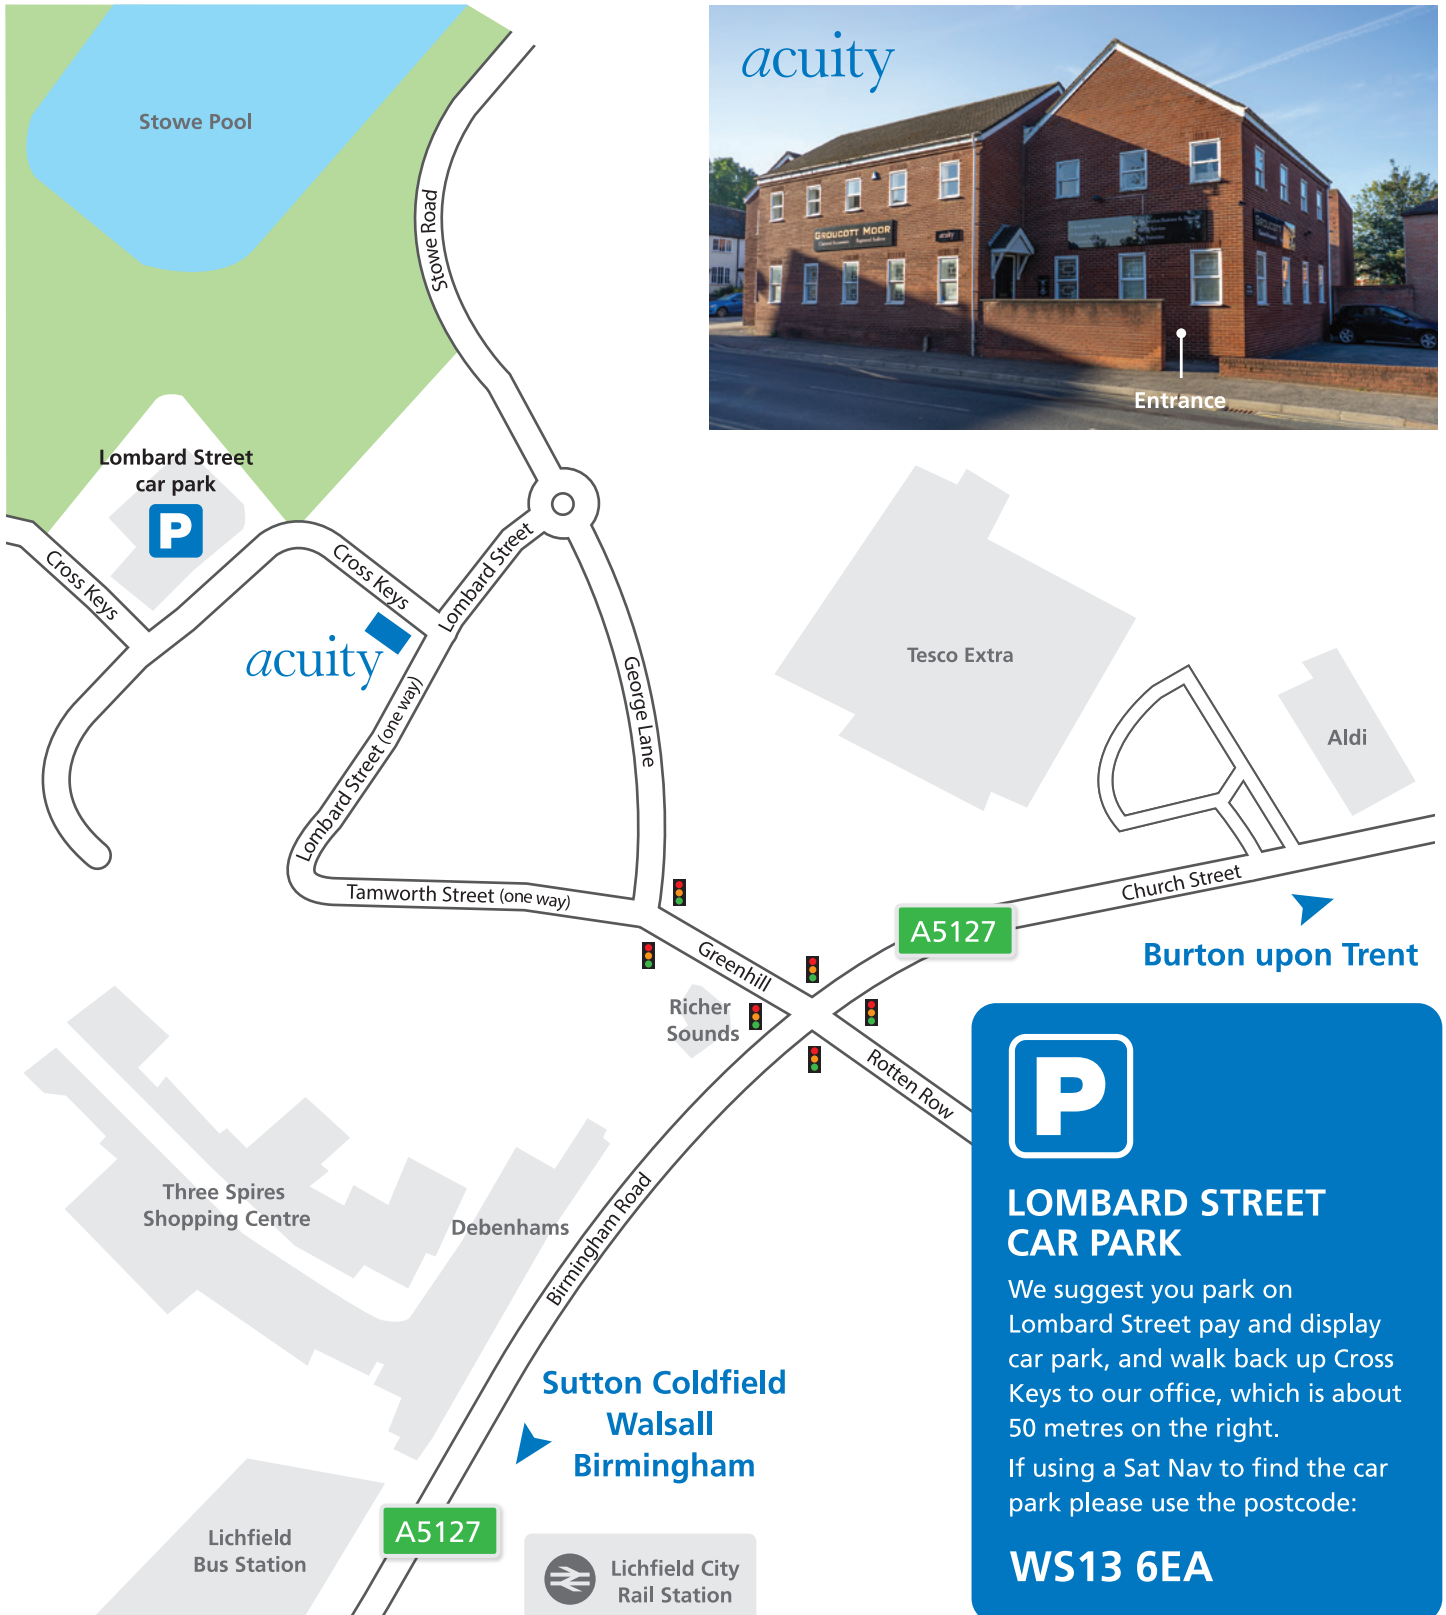 Stowe Pool
acuity
GROUCOTT MOOR
acuity
Entrance
Stowe Road
Lombard Street
car park
P
Cross Keys
Cross Keys
Lombard Street
acuity
Lombard Street (one way)
George Lane
Tesco Extra
Aldi
Tamworth Street (one way)
Greenhill
A5127
Church Street
Burton upon Trent
Richer
Sounds
Rotten Row
Three Spires
Shopping Centre
Debenhams
Birmingham Road
Sutton Coldfield
Walsall
Birmingham
A5127
Lichfield
Bus Station
Lichfield City
Rail Station
P
LOMBARD STREET
CAR PARK
We suggest you park on
Lombard Street pay and display
car park, and walk back up Cross
Keys to our office, which is about
50 metres on the right.
If using a Sat Nav to find the car
park please use the postcode:
WS13 6EA